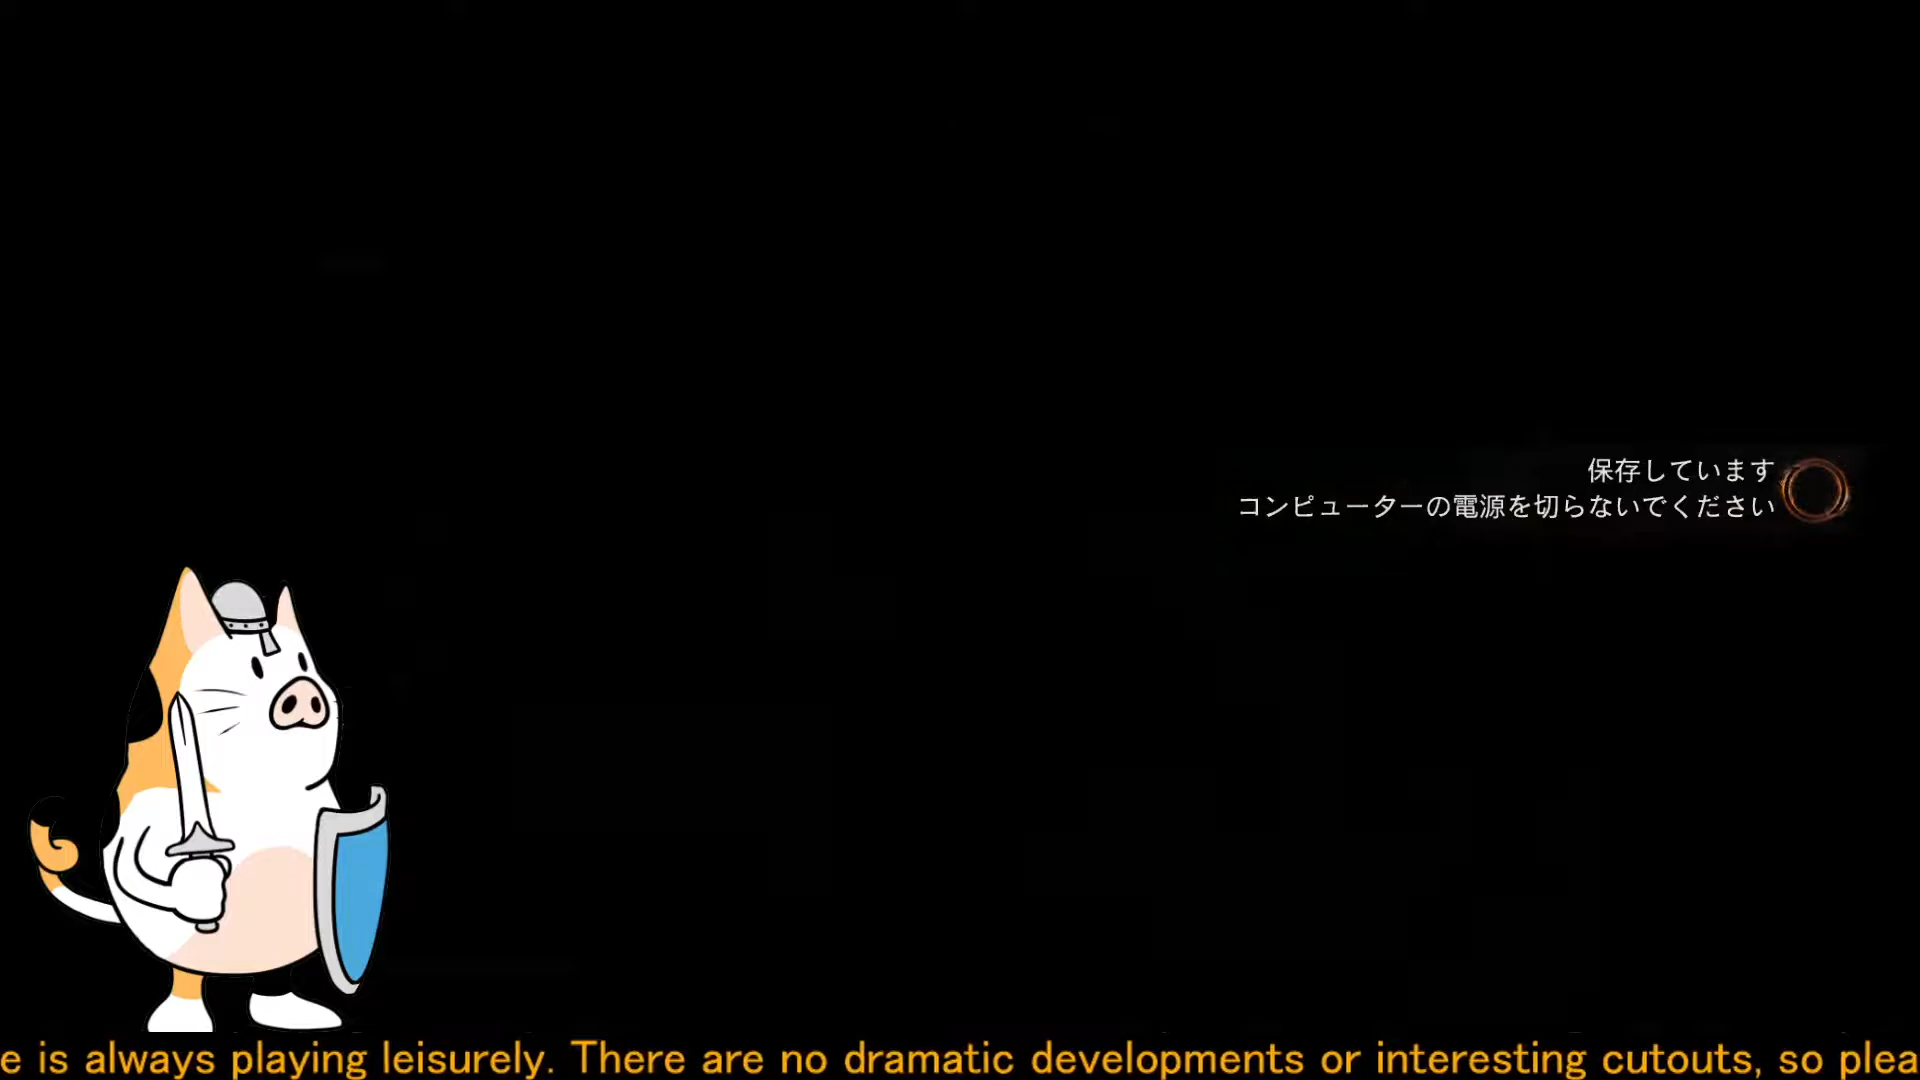 保存しています
コンピューターの電源を切らないでください
e is always playing leisurely. There are no dramatic developments or interesting cutouts, so plea